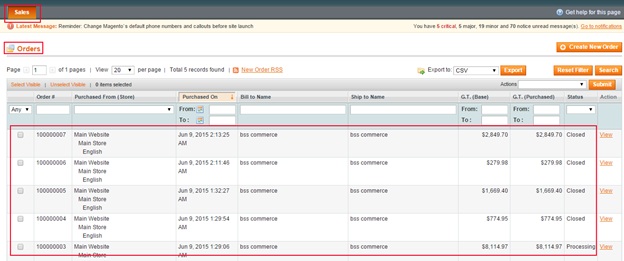 Sales
Get help for this page
Latest Message: Reminder: Change Magento's default phone numbers and callouts before site launch
You have 5 critical, 5 major, 19 minor and 70 notice unread message(s). Go to notifications
Orders
Create New Order
Page 1 of 1 pages | View 20 per page | Total 5 records found | New Order RSS
Export to: CSV Export Reset Filter Search
Select Visible | Unselect Visible | 0 items selected
Actions Submit
Order # Purchased From (Store) Purchased On Bill to Name Ship to Name G.T. (Base) G.T. (Purchased) Status Action
Any From: From: From:
To : To : To :
100000007 Main Website Jun 9, 2015 2:13:25 bss commerce bss commerce $2,849.70 $2,849.70 Closed View
Main Store AM
English
100000006 Main Website Jun 9, 2015 2:11:46 bss commerce bss commerce $279.98 $279.98 Closed View
Main Store AM
English
100000005 Main Website Jun 9, 2015 1:32:27 bss commerce bss commerce $1,669.40 $1,669.40 Closed View
Main Store AM
English
100000004 Main Website Jun 9, 2015 1:29:54 bss commerce bss commerce $774.95 $774.95 Closed View
Main Store AM
English
100000003 Main Website Jun 9, 2015 1:29:06 bss commerce bss commerce $8,114.97 $8,114.97 Processing View
Main Store AM